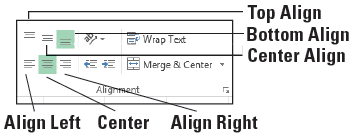 Top Align
Bottom Align
Wrap Text
Center Align
Merge & Center
Alignment
Align Left Center Align Right